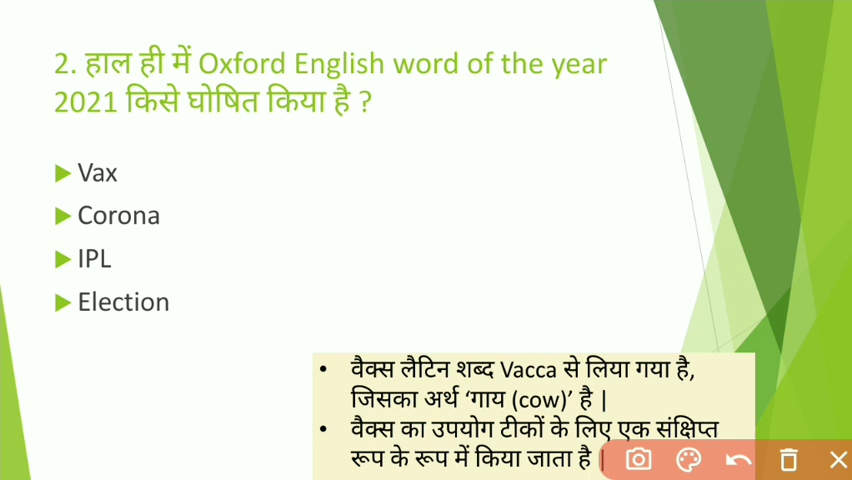 2. हाल ही में Oxford English word of the year
2021 किसे घोषित किया है ?
Vax
Corona
IPL
Election
• वैक्स लैटिन शब्द Vacca से लिया गया है,
जिसका अर्थ ‘गाय (cow)’ है |
• वैक्स का उपयोग टीकों के लिए एक संक्षिप्त
रूप के रूप में किया जाता है |